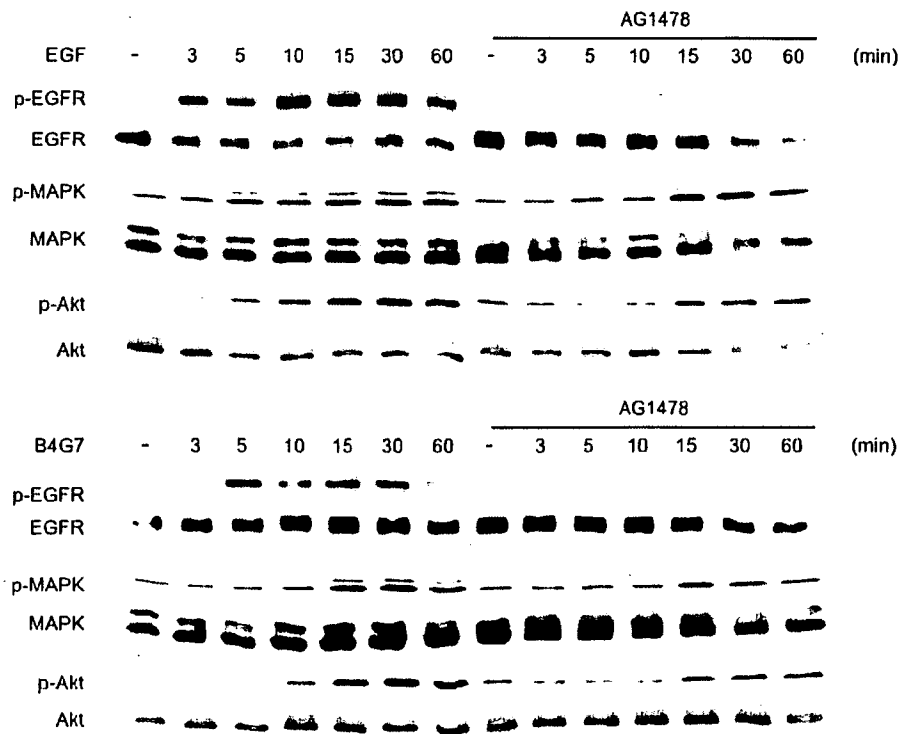 AG1478
EGF - 3 5 10 15 30 60 - 3 5 10 15 30 60 (min)
p-EGFR
EGFR
p-MAPK
MAPK
p-Akt
Akt
AG1478
B4G7 - 3 5 10 15 30 60 - 3 5 10 15 30 60 (min)
p-EGFR
EGFR
p-MAPK
MAPK
p-Akt
Akt